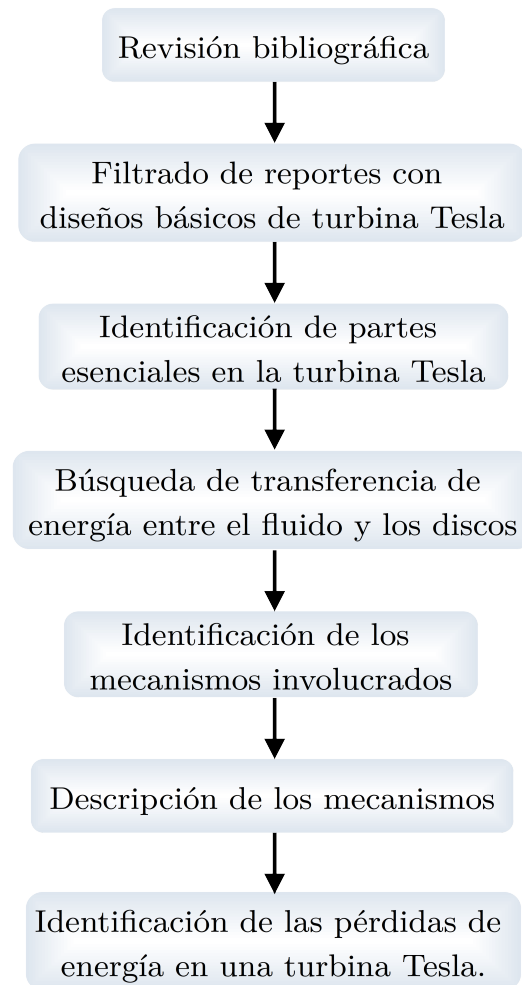 Revisión bibliográfica
Filtrado de reportes con
diseños básicos de turbina Tesla
Identificación de partes
esenciales en la turbina Tesla
Búsqueda de transferencia de
energía entre el fluido y los discos
Identificación de los
mecanismos involucrados
Descripción de los mecanismos
Identificación de las pérdidas de
energía en una turbina Tesla.